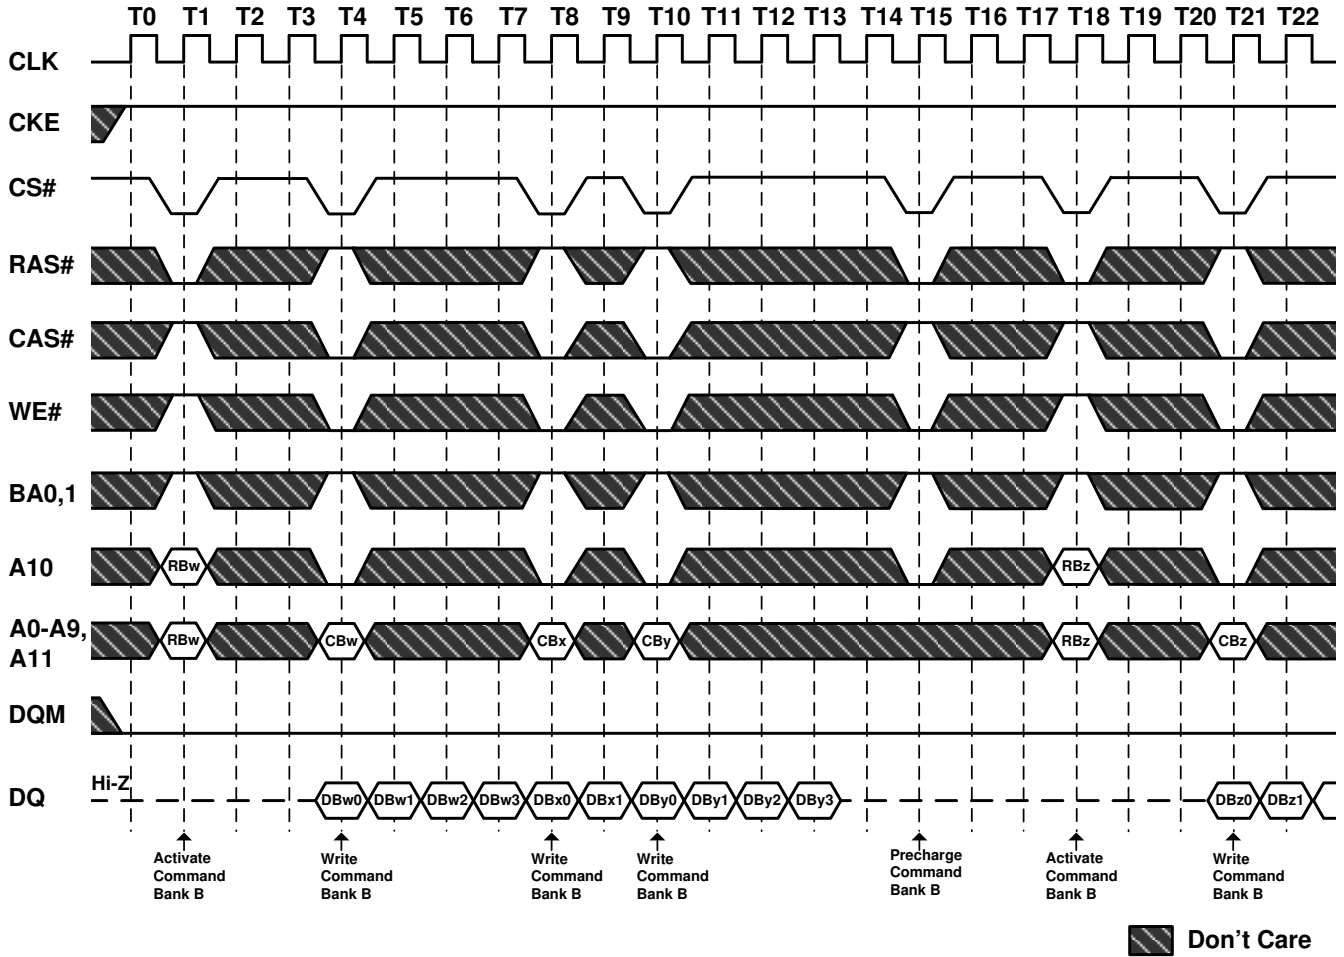 T0 T1 T2 T3 T4 T5 T6 T7 T8 T9 T10 T11 T12 T13 T14 T15 T16 T17 T18 T19 T20 T21 T22
CLK
CKE
CS#
RAS#
CAS#
WE#
BA0,1
A10 RBw RBz
A0-A9,
A11
RBw CBw CBx CBy RBz CBz
DQM
Hi-Z
DQ DBw0 DBw1 DBw2 DBw3 DBx0 DBx1 DBy0 DBy1 DBy2 DBy3 DBz0 DBz1
Activate
Command
Bank B
Write
Command
Bank B
Write
Command
Bank B
Write
Command
Bank B
Precharge
Command
Bank B
Activate
Command
Bank B
Write
Command
Bank B
Don't Care